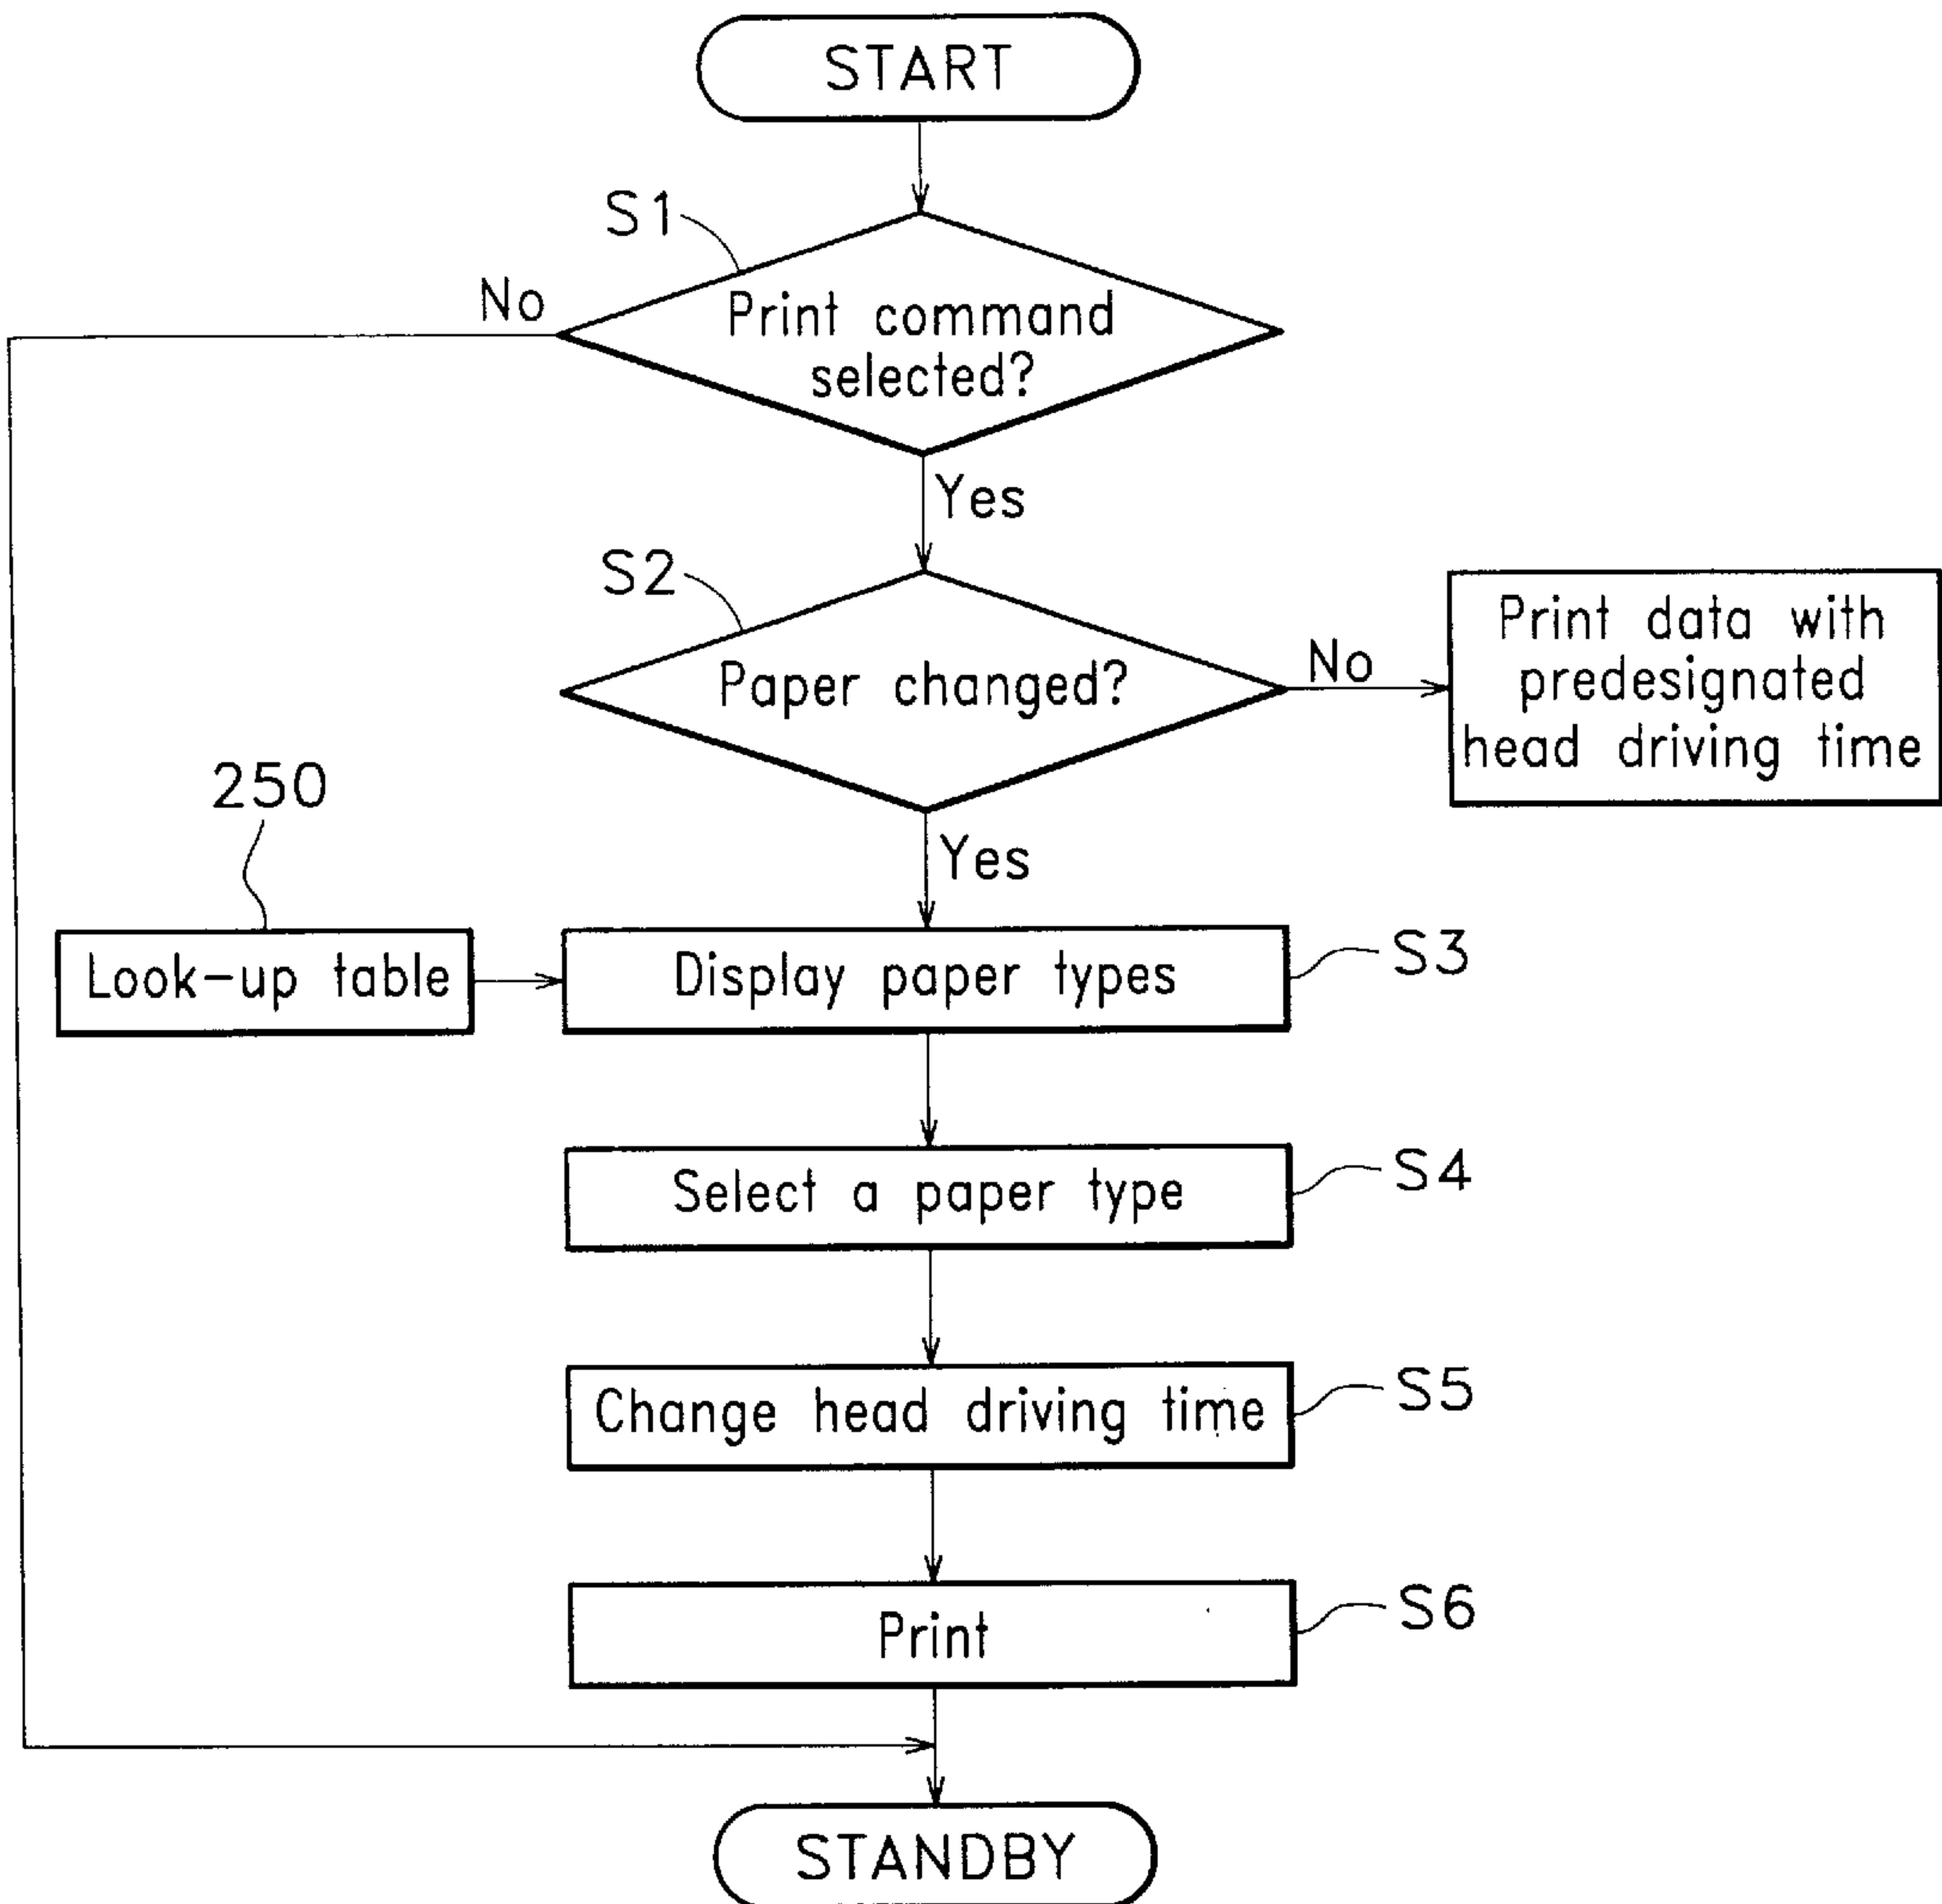 START
S1
No
Print command
selected?
Yes
S2
Paper changed?
No
Print data with
predesignated
head driving time
250
Yes
Look-up table
Display paper types
S3
Select a paper type
S4
Change head driving time
S5
Print
S6
STANDBY